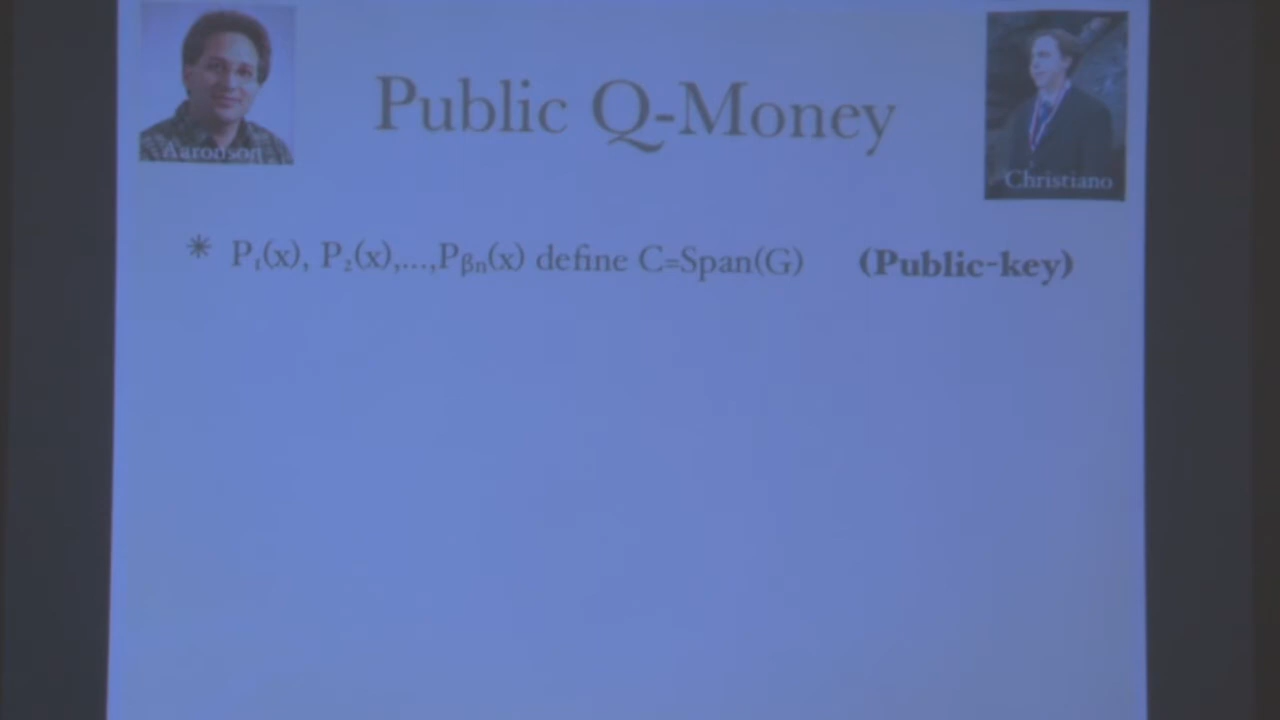 Aaronson
Public Q-Money
Christiano
* P₁(x), P₂(x),...,Pβn(x) define C=Span(G) (Public-key)